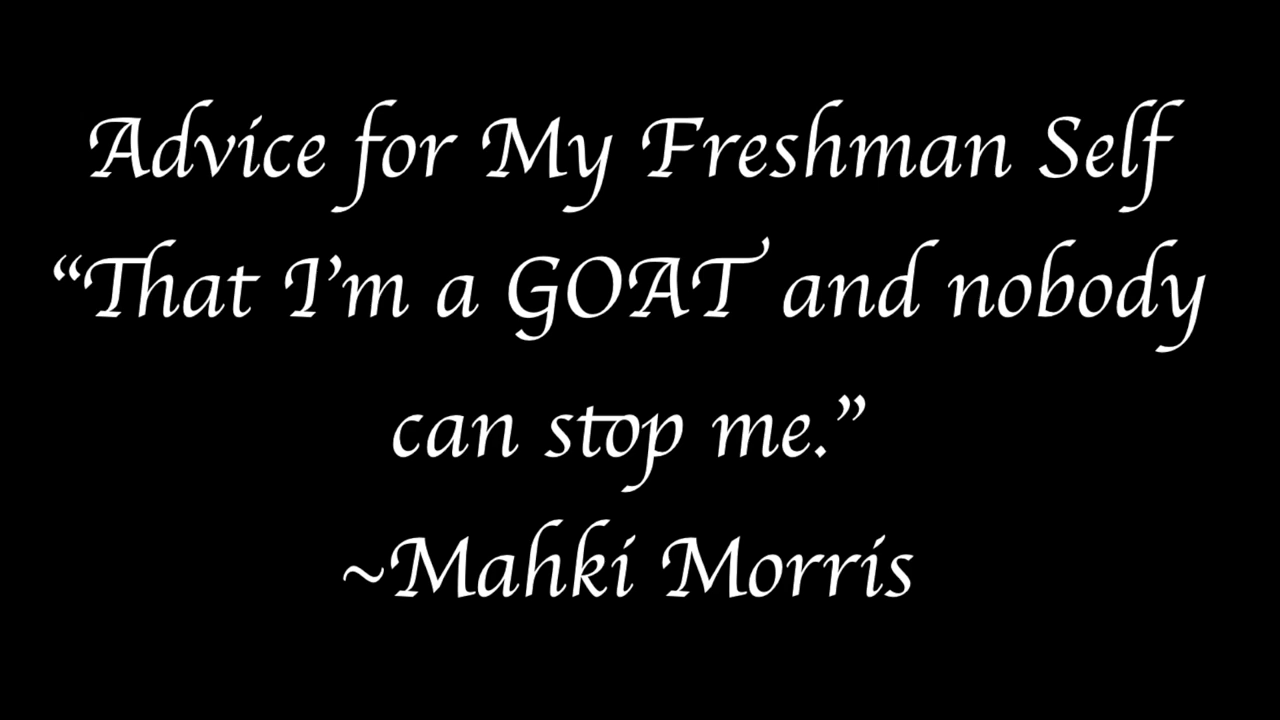 Advice for My Freshman Self
“That I’m a GOAT and nobody
can stop me.”
~Mahki Morris